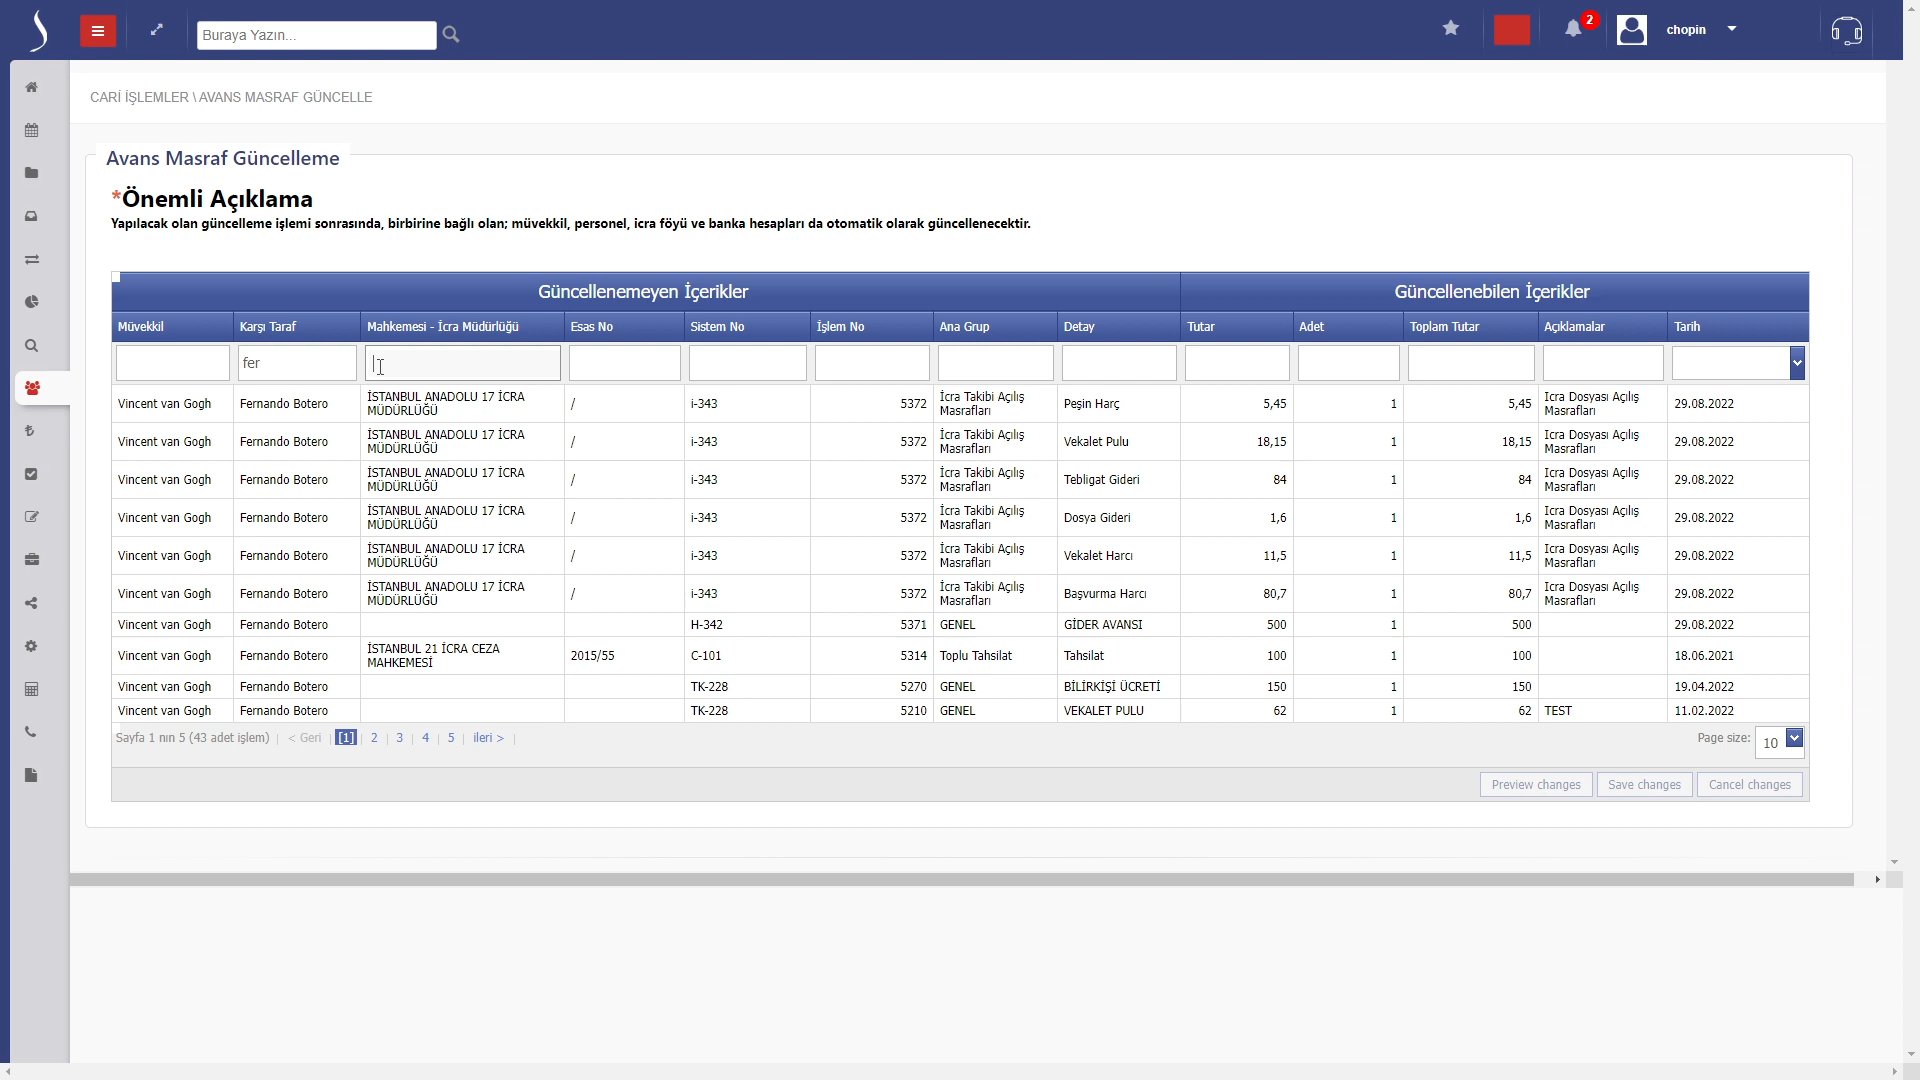 Buraya Yazın...
2
chopin
CARİ İŞLEMLER \ AVANS MASRAF GÜNCELLE
Avans Masraf Güncelleme
*Önemli Açıklama
Yapılacak olan güncelleme işlemi sonrasında, birbirine bağlı olan; müvekkil, personel, icra föyü ve banka hesapları da otomatik olarak güncellenecektir.
Güncellenemeyen İçerikler Güncellenebilen İçerikler
Müvekkil Karşı Taraf Mahkemesi - İcra Müdürlüğü Esas No Sistem No İşlem No Ana Grup Detay Tutar Adet Toplam Tutar Açıklamalar Tarih
fer
Vincent van Gogh Fernando Botero İSTANBUL ANADOLU 17 İCRA MÜDÜRLÜĞÜ / i-343 5372 İcra Takibi Açılış Masrafları Peşin Harç 5,45 1 5,45 Icra Dosyası Açılış Masrafları 29.08.2022
Vincent van Gogh Fernando Botero İSTANBUL ANADOLU 17 İCRA MÜDÜRLÜĞÜ / i-343 5372 İcra Takibi Açılış Masrafları Vekalet Pulu 18,15 1 18,15 Icra Dosyası Açılış Masrafları 29.08.2022
Vincent van Gogh Fernando Botero İSTANBUL ANADOLU 17 İCRA MÜDÜRLÜĞÜ / i-343 5372 İcra Takibi Açılış Masrafları Tebligat Gideri 84 1 84 Icra Dosyası Açılış Masrafları 29.08.2022
Vincent van Gogh Fernando Botero İSTANBUL ANADOLU 17 İCRA MÜDÜRLÜĞÜ / i-343 5372 İcra Takibi Açılış Masrafları Dosya Gideri 1,6 1 1,6 Icra Dosyası Açılış Masrafları 29.08.2022
Vincent van Gogh Fernando Botero İSTANBUL ANADOLU 17 İCRA MÜDÜRLÜĞÜ / i-343 5372 İcra Takibi Açılış Masrafları Vekalet Harcı 11,5 1 11,5 Icra Dosyası Açılış Masrafları 29.08.2022
Vincent van Gogh Fernando Botero İSTANBUL ANADOLU 17 İCRA MÜDÜRLÜĞÜ / i-343 5372 İcra Takibi Açılış Masrafları Başvurma Harcı 80,7 1 80,7 Icra Dosyası Açılış Masrafları 29.08.2022
Vincent van Gogh Fernando Botero H-342 5371 GENEL GİDER AVANSI 500 1 500 29.08.2022
Vincent van Gogh Fernando Botero İSTANBUL 21 İCRA CEZA MAHKEMESİ 2015/55 C-101 5314 Toplu Tahsilat Tahsilat 100 1 100 18.06.2021
Vincent van Gogh Fernando Botero TK-228 5270 GENEL BİLİRKİŞİ ÜCRETİ 150 1 150 19.04.2022
Vincent van Gogh Fernando Botero TK-228 5210 GENEL VEKALET PULU 62 1 62 TEST 11.02.2022
Sayfa 1 nın 5 (43 adet işlem) < Geri [1] 2 3 4 5 ileri > Page size: 10
Preview changes Save changes Cancel changes